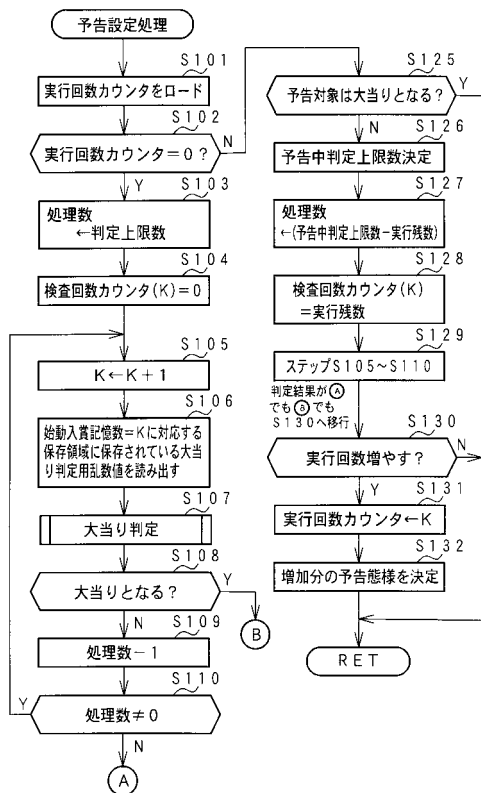 予告設定処理
S101
実行回数カウンタをロード
S102
実行回数カウンタ=0?
N
Y
S103
処理数
←判定上限数
S104
検査回数カウンタ(K)=0
S105
K←K+1
S106
始動入賞記憶数=Kに対応する
保存領域に保存されている大当
り判定用乱数値を読み出す
S107
大当り判定
S108
大当りとなる?
Y
N
B
S109
処理数-1
S110
Y
処理数≠0
N
A
S125
予告対象は大当りとなる?
Y
N
S126
予告中判定上限数決定
S127
処理数
←(予告中判定上限数-実行残数)
S128
検査回数カウンタ(K)
=実行残数
S129
ステップS105~S110
判定結果がA
でもBでも
S130へ移行
S130
実行回数増やす?
N
Y
S131
実行回数カウンタ←K
S132
増加分の予告態様を決定
RET